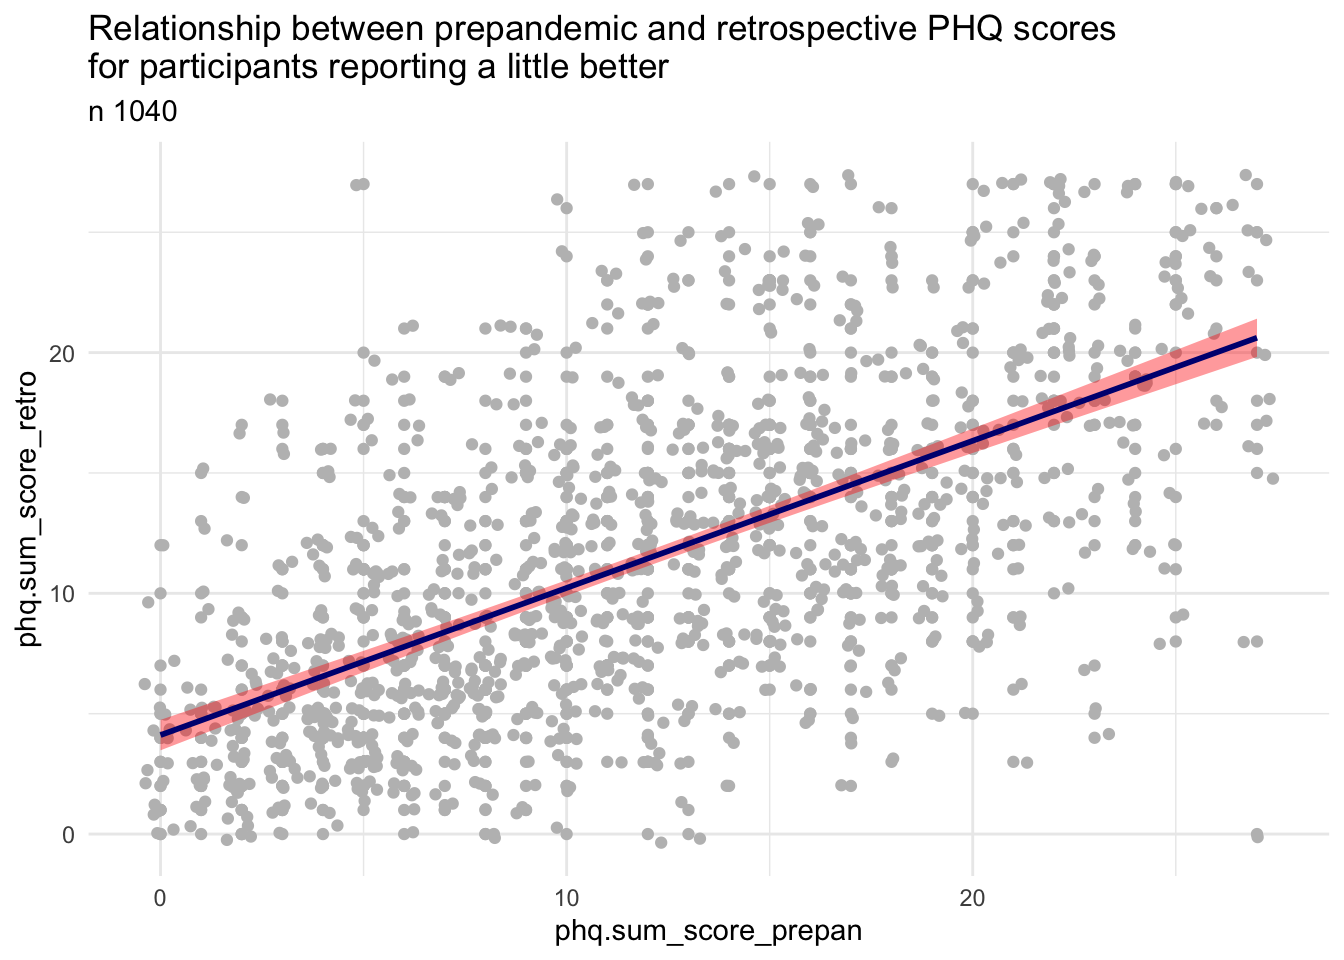 Relationship between prepandemic and retrospective PHQ scores
for participants reporting a little better
n 1040
phq.sum_score_retro
20
10
0
0
10
20
phq.sum_score_prepan